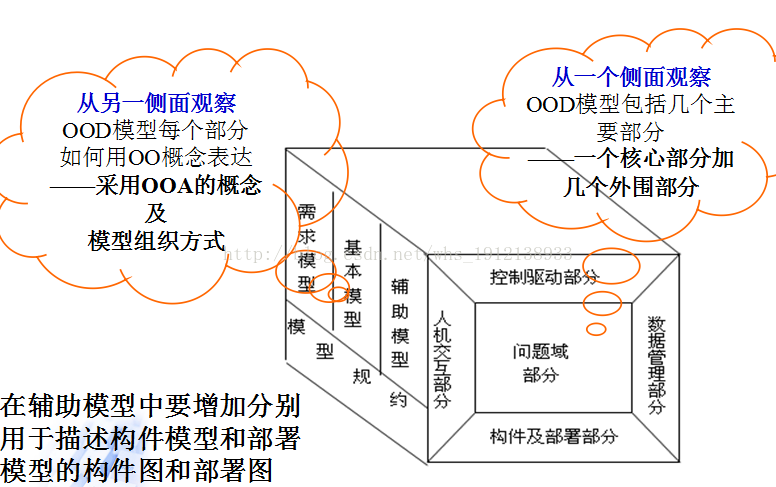 从另一侧面观察
OOD模型每个部分
如何用OO概念表达
——采用OOA的概念
及
模型组织方式
从一个侧面观察
OOD模型包括几个主
要部分
——一个核心部分加
几个外围部分
需求模型
基本模型
辅助模型
模型规约
http://blog.csdn.net/whz_1912138933
控制驱动部分
人机交互部分
问题域
部分
数据管理部分
构件及部署部分
在辅助模型中要增加分别
用于描述构件模型和部署
模型的构件图和部署图